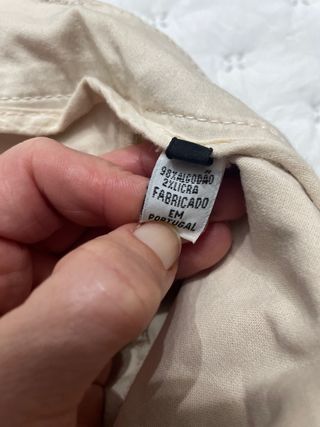 98%ALGODÃO
2%LICRA
FABRICADO
EM
PORTUGAL